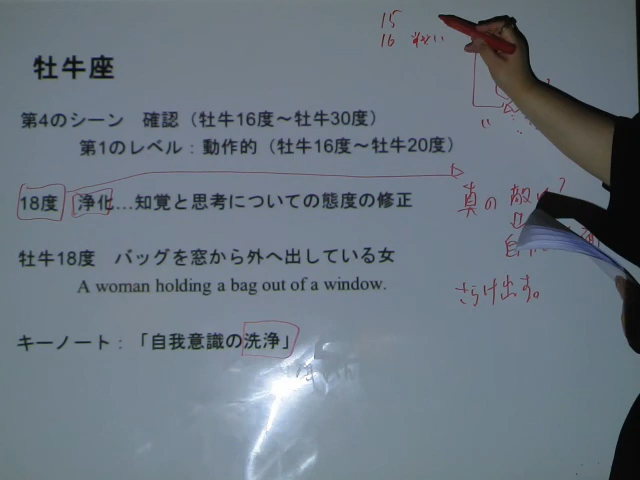 牡牛座
15
16
第4のシーン 確認（牡牛16度～牡牛30度）
第1のレベル：動作的（牡牛16度～牡牛20度）
18度 浄化…知覚と思考についての態度の修正
真の敵は？
牡牛18度 バッグを窓から外へ出している女
A woman holding a bag out of a window.
さらけ出す。
キーノート：「自我意識の洗浄」